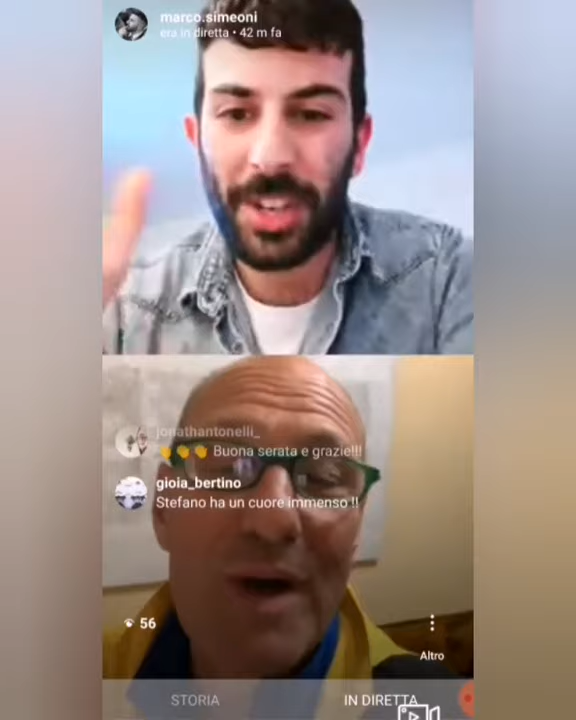 marco.simeoni
era in diretta • 42 m fa
jonathantonelli_
👏👏👏 Buona serata e grazie!!!
gioia_bertino
Stefano ha un cuore immenso !!
56
Altro
STORIA
IN DIRETTA